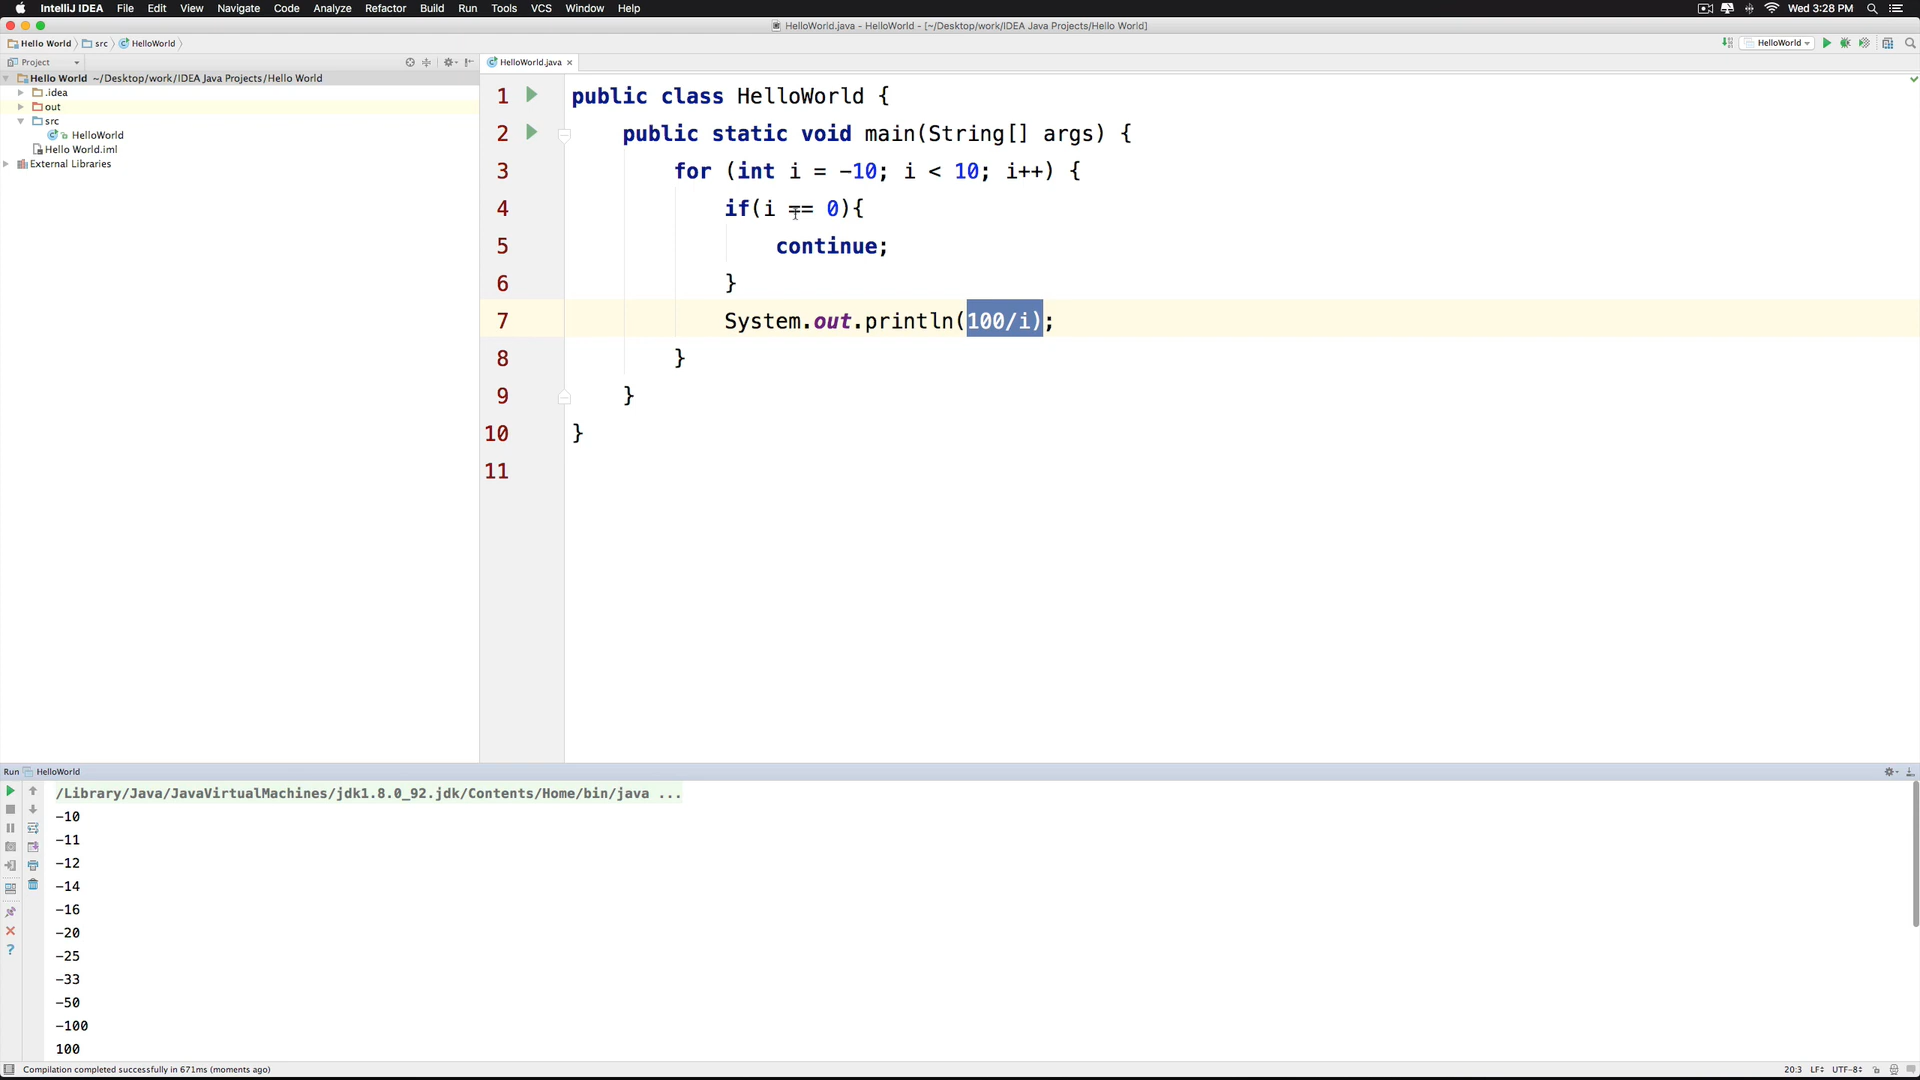 IntelliJ IDEA File Edit View Navigate Code Analyze Refactor Build Run Tools VCS Window Help Wed 3:28 PM
HelloWorld.java - HelloWorld - [~/Desktop/work/IDEA Java Projects/Hello World]
Hello World src HelloWorld HelloWorld
Project HelloWorld.java
Hello World ~/Desktop/work/IDEA Java Projects/Hello World
.idea
out
src
HelloWorld
Hello World.iml
External Libraries
1 public class HelloWorld {
2 public static void main(String[] args) {
3 for (int i = -10; i < 10; i++) {
4 if(i == 0){
5 continue;
6 }
7 System.out.println(100/i);
8 }
9 }
10 }
11
Run HelloWorld
/Library/Java/JavaVirtualMachines/jdk1.8.0_92.jdk/Contents/Home/bin/java ...
-10
-11
-12
-14
-16
-20
-25
-33
-50
-100
100
Compilation completed successfully in 671ms (moments ago) 20:3 LF÷ UTF-8÷